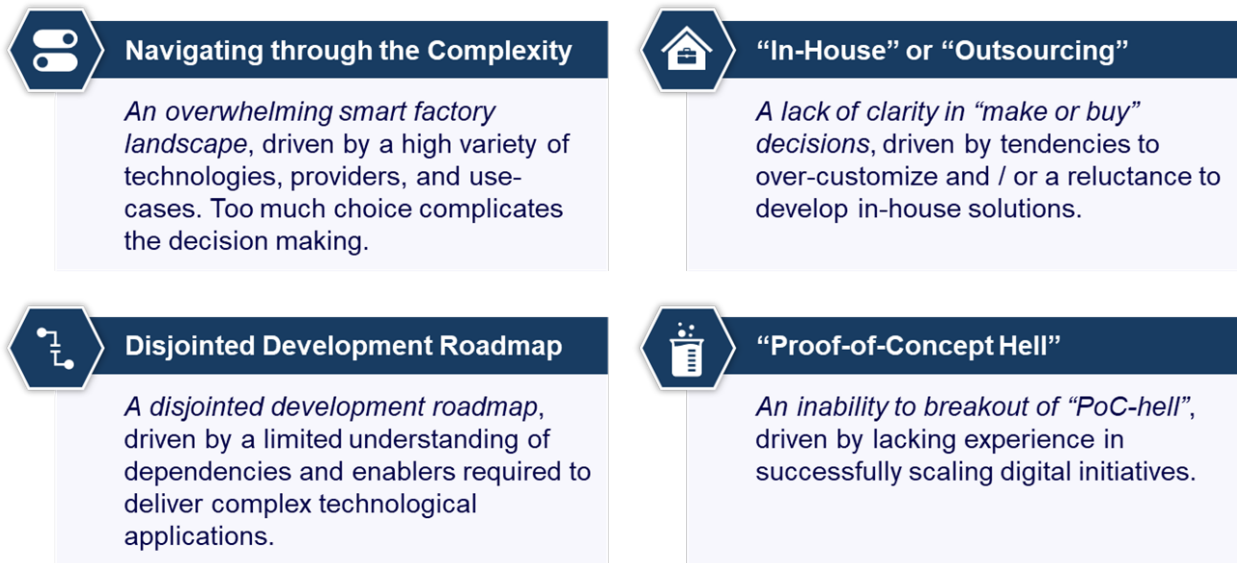 Navigating through the Complexity
An overwhelming smart factory
landscape, driven by a high variety of
technologies, providers, and use-
cases. Too much choice complicates
the decision making.
“In-House” or “Outsourcing”
A lack of clarity in “make or buy”
decisions, driven by tendencies to
over-customize and / or a reluctance to
develop in-house solutions.
Disjointed Development Roadmap
A disjointed development roadmap,
driven by a limited understanding of
dependencies and enablers required to
deliver complex technological
applications.
“Proof-of-Concept Hell”
An inability to breakout of “PoC-hell”,
driven by lacking experience in
successfully scaling digital initiatives.